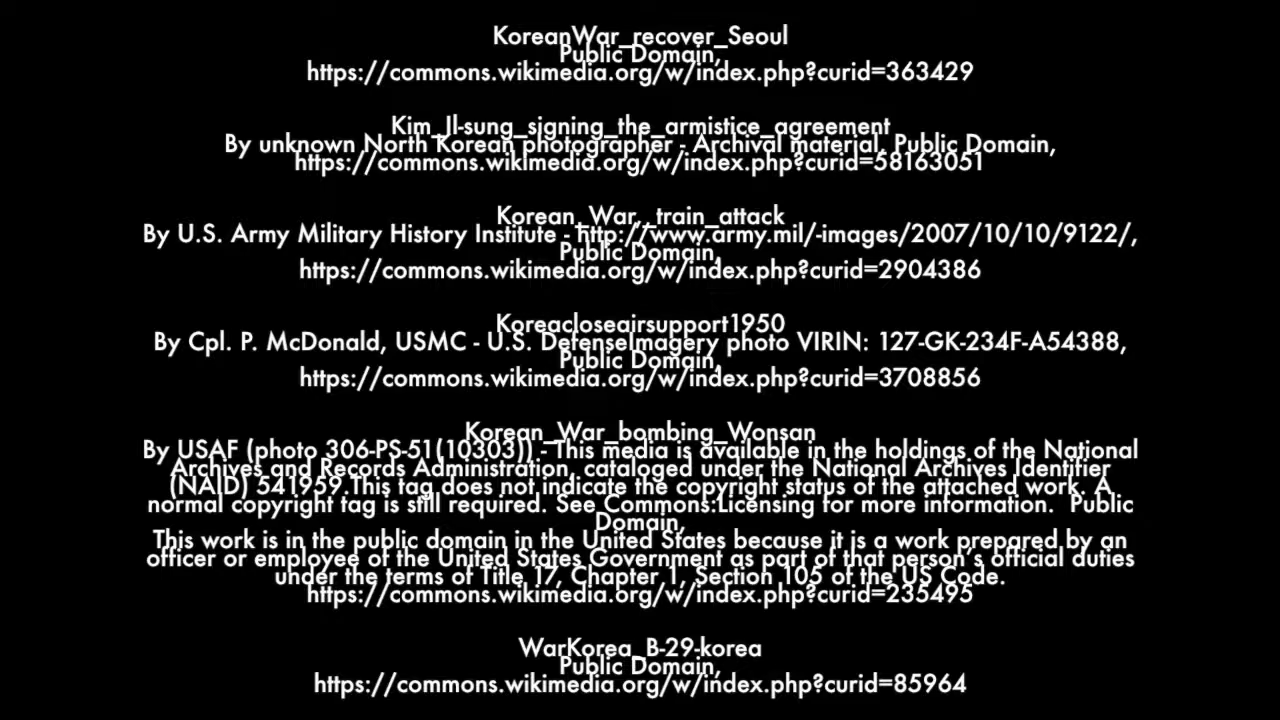 KoreanWar_recover_Seoul
Public Domain,
https://commons.wikimedia.org/w/index.php?curid=363429
Kim_Il-sung_signing_the_armistice_agreement
By unknown North Korean photographer - Archival material, Public Domain,
https://commons.wikimedia.org/w/index.php?curid=58163051
Korean_War,_train_attack
By U.S. Army Military History Institute - http://www.army.mil/-images/2007/10/10/9122/,
Public Domain,
https://commons.wikimedia.org/w/index.php?curid=2904386
Koreacloseairsupport1950
By Cpl. P. McDonald, USMC - U.S. DefenseImagery photo VIRIN: 127-GK-234F-A54388,
Public Domain,
https://commons.wikimedia.org/w/index.php?curid=3708856
Korean_War_bombing_Wonsan
By USAF (photo 306-PS-51(10303)) - This media is available in the holdings of the National
Archives and Records Administration, cataloged under the National Archives Identifier
(NAID) 541959.This tag does not indicate the copyright status of the attached work. A
normal copyright tag is still required. See Commons:Licensing for more information. Public
Domain,
This work is in the public domain in the United States because it is a work prepared by an
officer or employee of the United States Government as part of that person's official duties
under the terms of Title 17, Chapter 1, Section 105 of the US Code.
https://commons.wikimedia.org/w/index.php?curid=235495
WarKorea_B-29-korea
Public Domain,
https://commons.wikimedia.org/w/index.php?curid=85964